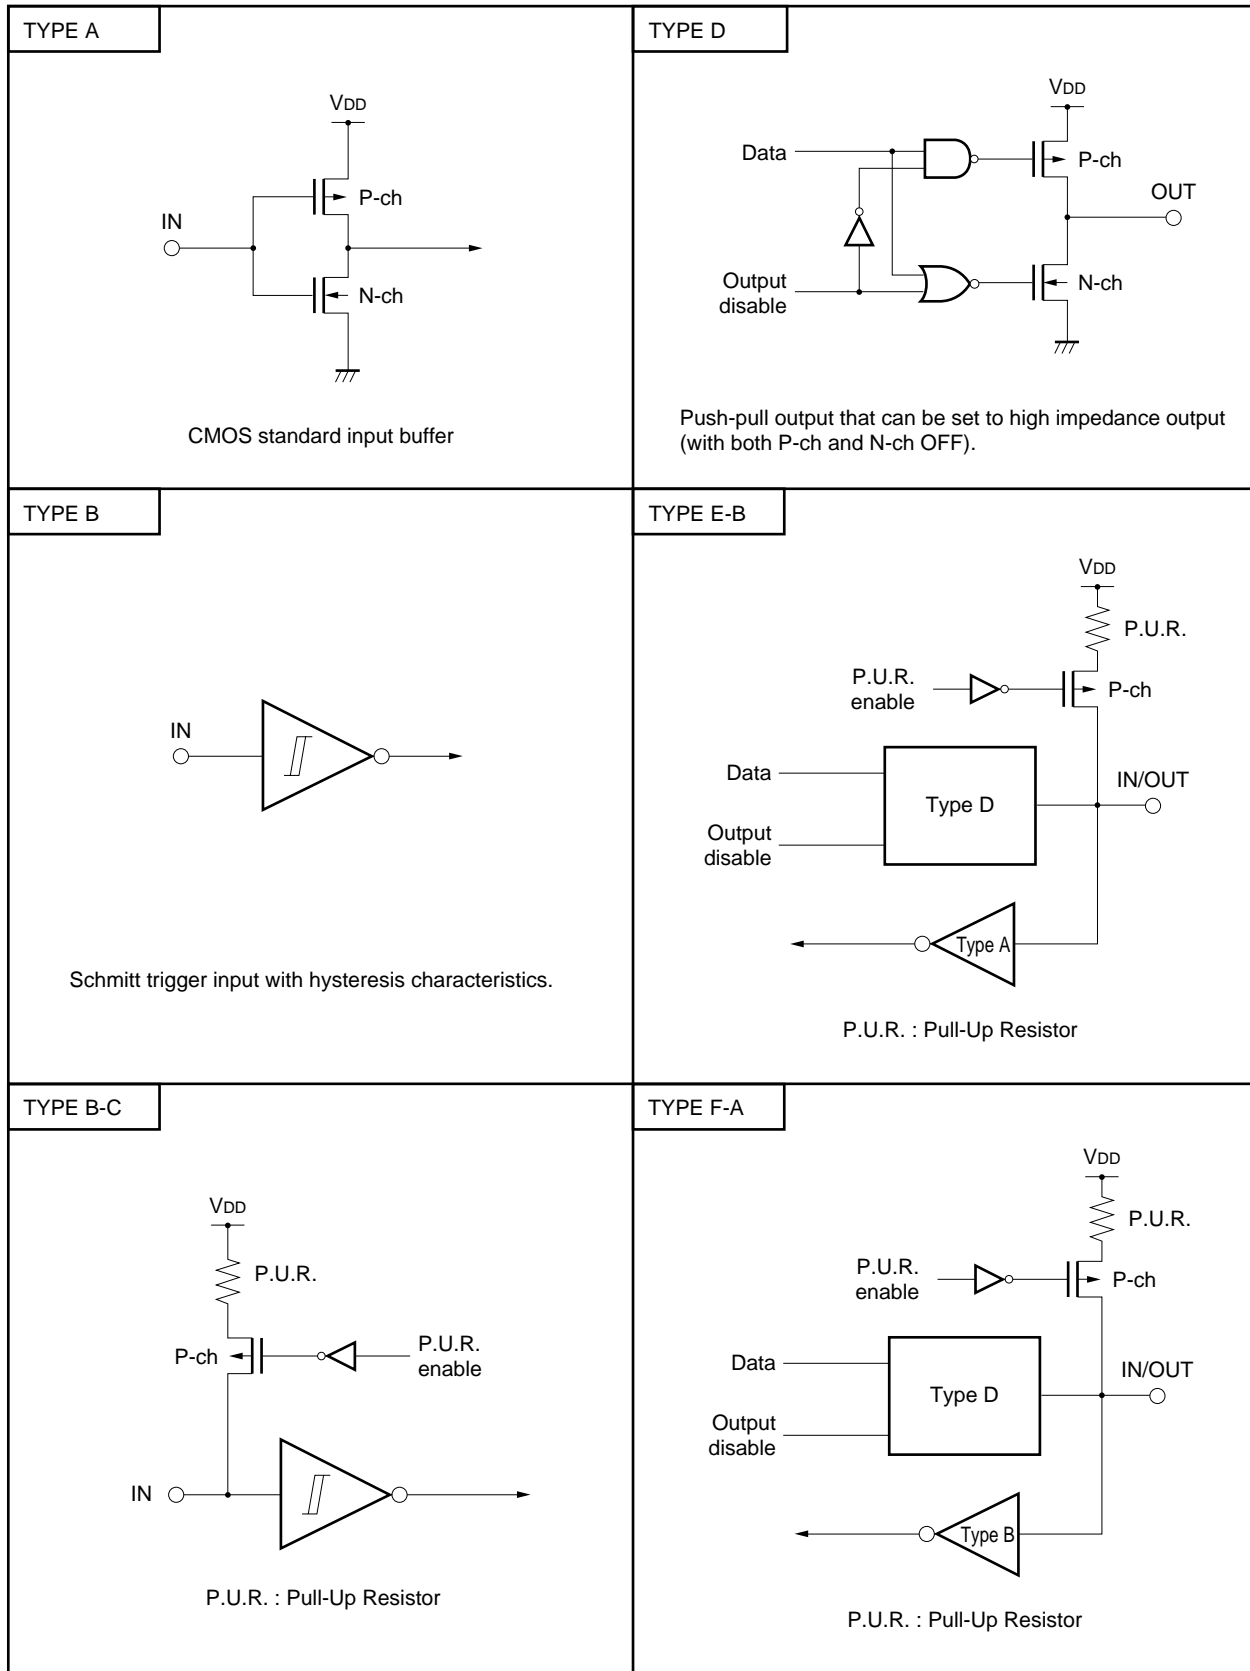 TYPE A
VDD
P-ch
IN
N-ch
CMOS standard input buffer
TYPE D
VDD
Data
P-ch
OUT
Output
disable
N-ch
Push-pull output that can be set to high impedance output
(with both P-ch and N-ch OFF).
TYPE B
IN
Schmitt trigger input with hysteresis characteristics.
TYPE E-B
VDD
P.U.R.
P.U.R.
enable
P-ch
Data
Type D
IN/OUT
Output
disable
Type A
P.U.R. : Pull-Up Resistor
TYPE B-C
VDD
P.U.R.
P-ch
P.U.R.
enable
IN
P.U.R. : Pull-Up Resistor
TYPE F-A
VDD
P.U.R.
P.U.R.
enable
P-ch
Data
Type D
IN/OUT
Output
disable
Type B
P.U.R. : Pull-Up Resistor